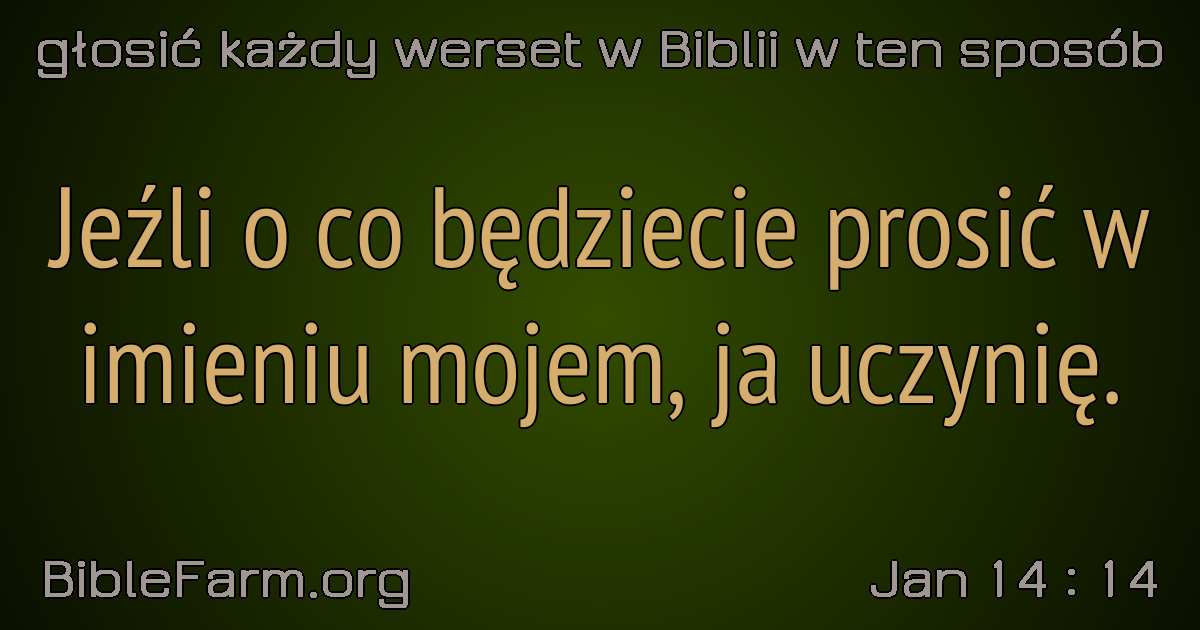 głosić każdy werset w Biblii w ten sposób
Jeźli o co będziecie prosić w
imieniu mojem, ja uczynię.
BibleFarm.org
Jan 14 : 14